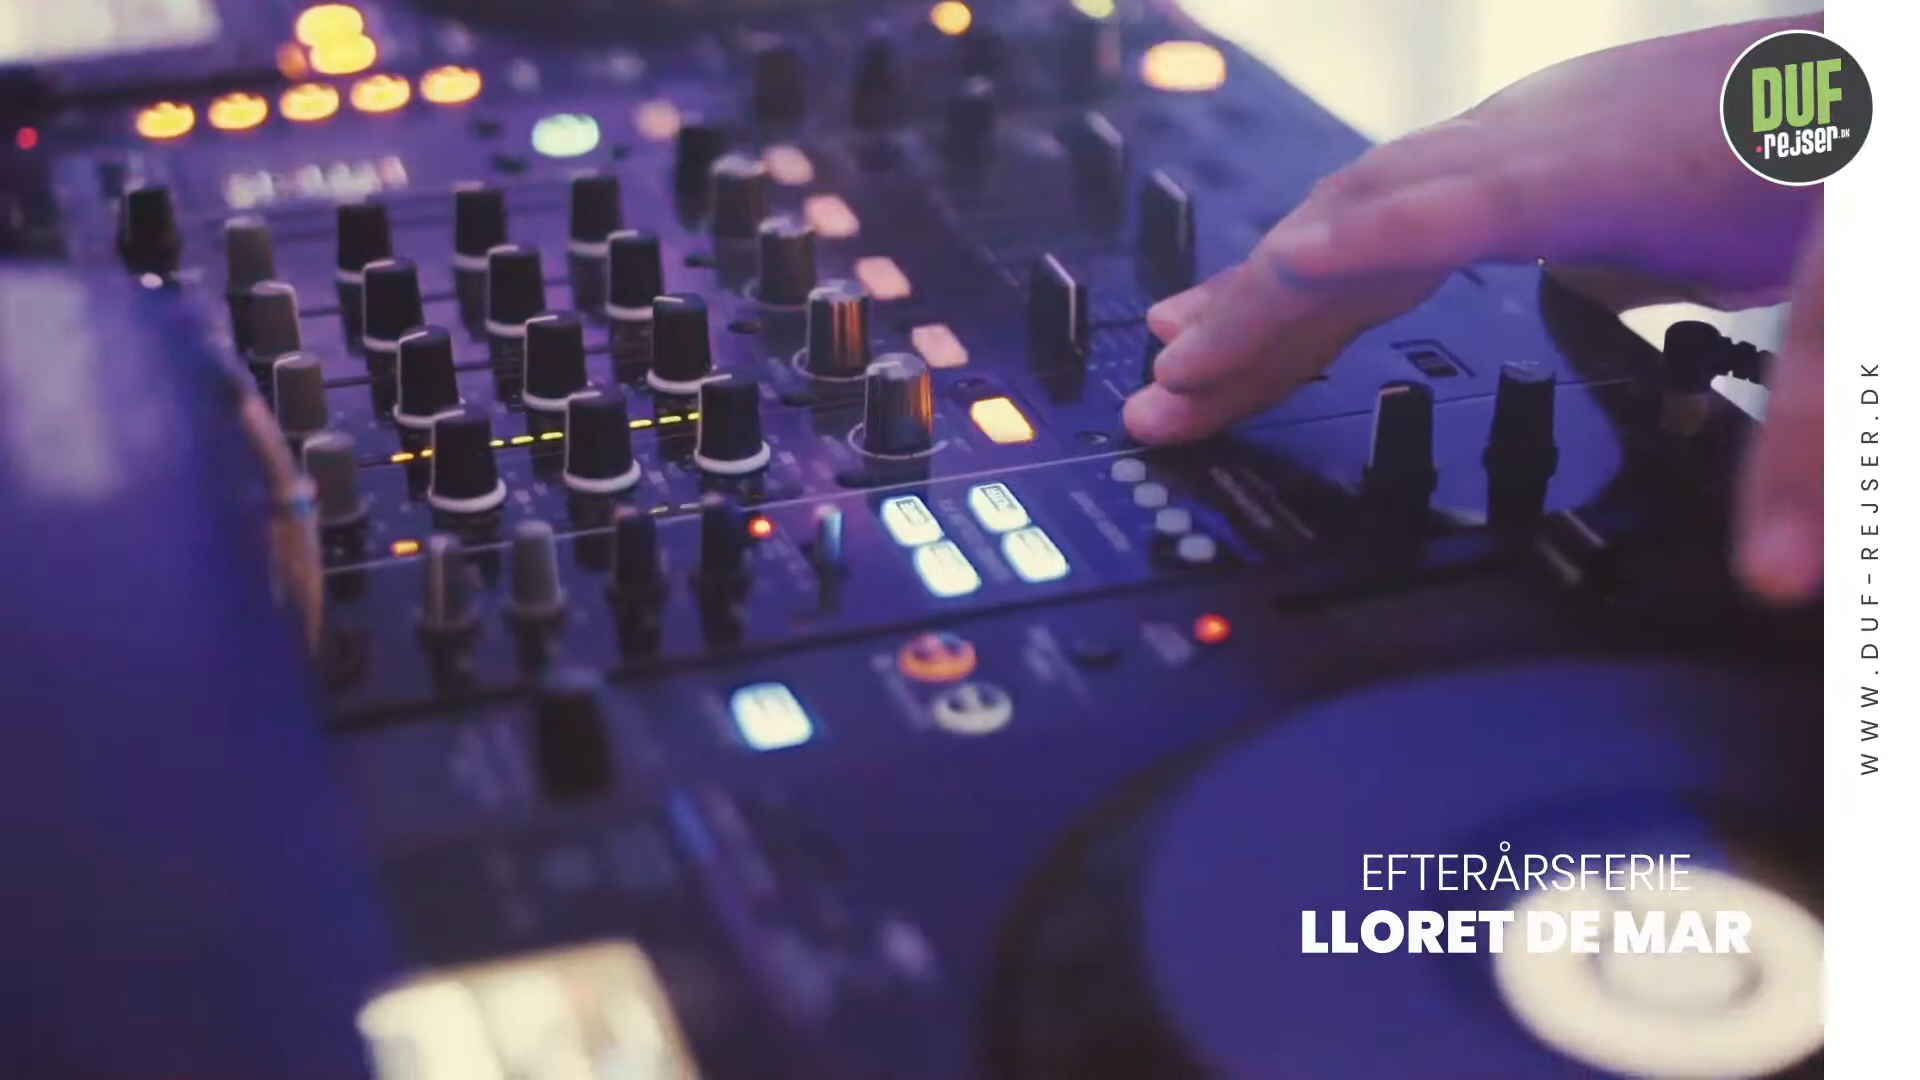 DUF
rejser.DK
WWW.DUF-REJSER.DK
EFTERÅRSFERIE
LLORET DE MAR